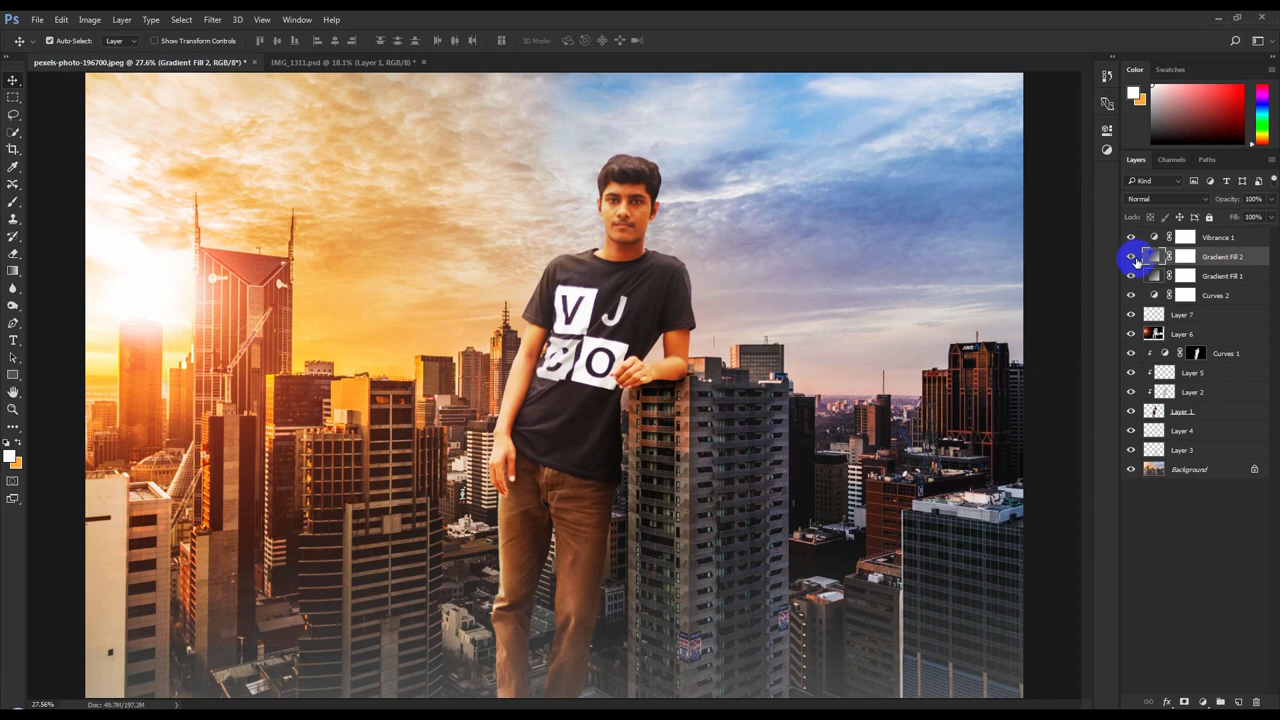 Ps File Edit Image Layer Type Select Filter 3D View Window Help
Auto-Select: Layer Show Transform Controls 3D Mode:
pexels-photo-196700.jpeg @ 27.6% (Gradient Fill 2, RGB/8*) * × IMG_1311.psd @ 18.1% (Layer 1, RGB/8) * ×
Color Swatches
Layers Channels Paths
Kind
Normal Opacity: 100%
Lock: Fill: 100%
Vibrance 1
Gradient Fill 2
Gradient Fill 1
Curves 2
Layer 7
Layer 6
Curves 1
Layer 5
Layer 2
Layer 1
Layer 4
Layer 3
Background
V J
C O
27.56% Doc: 49.7M/197.2M